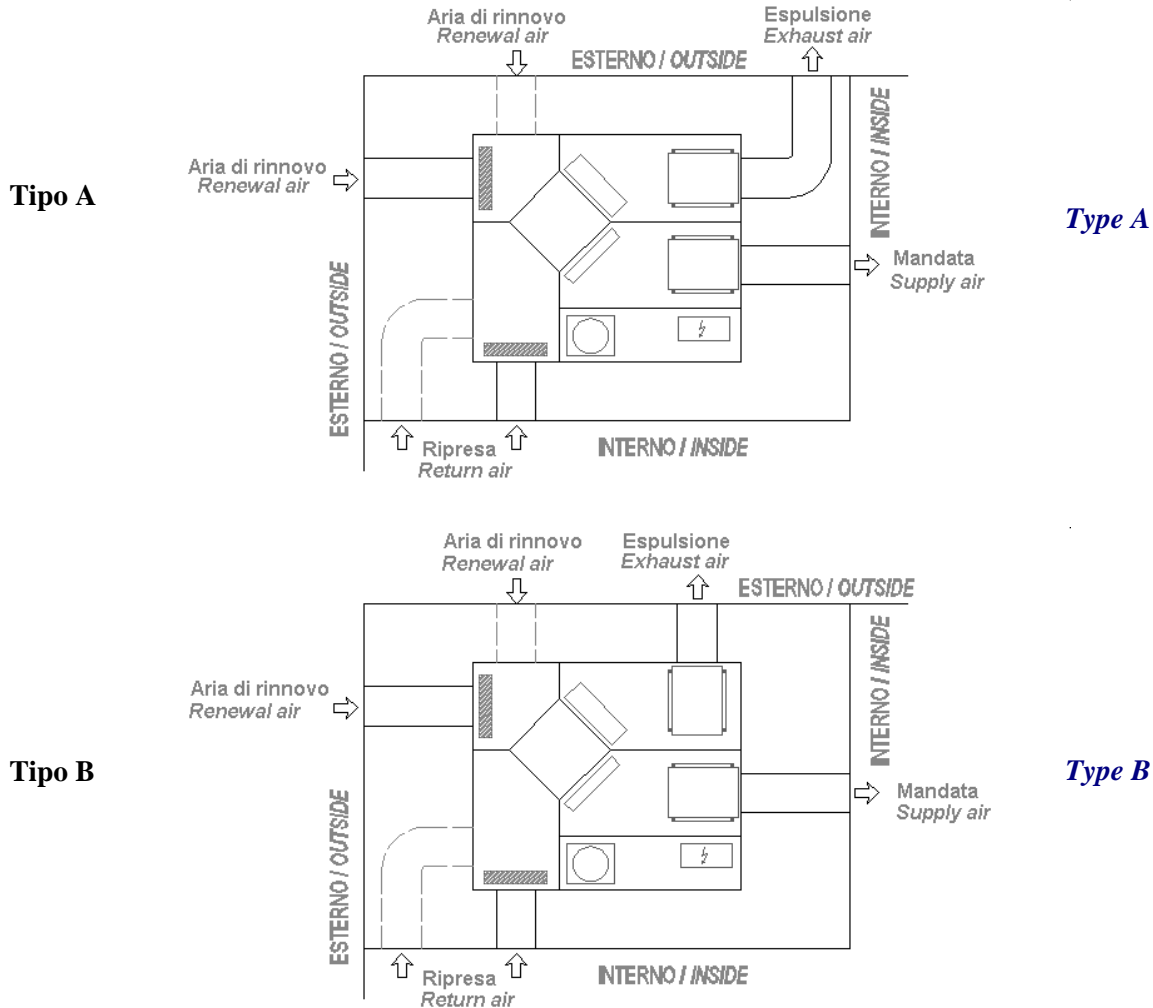 Aria di rinnovo
Renewal air
Espulsione
Exhaust air
ESTERNO / OUTSIDE
INTERNO / INSIDE
Aria di rinnovo
Renewal air
Tipo A
Type A
Mandata
Supply air
ESTERNO / OUTSIDE
Ripresa
Return air
INTERNO / INSIDE
Aria di rinnovo
Renewal air
Espulsione
Exhaust air
ESTERNO / OUTSIDE
INTERNO / INSIDE
Aria di rinnovo
Renewal air
Tipo B
Type B
Mandata
Supply air
ESTERNO / OUTSIDE
Ripresa
Return air
INTERNO / INSIDE